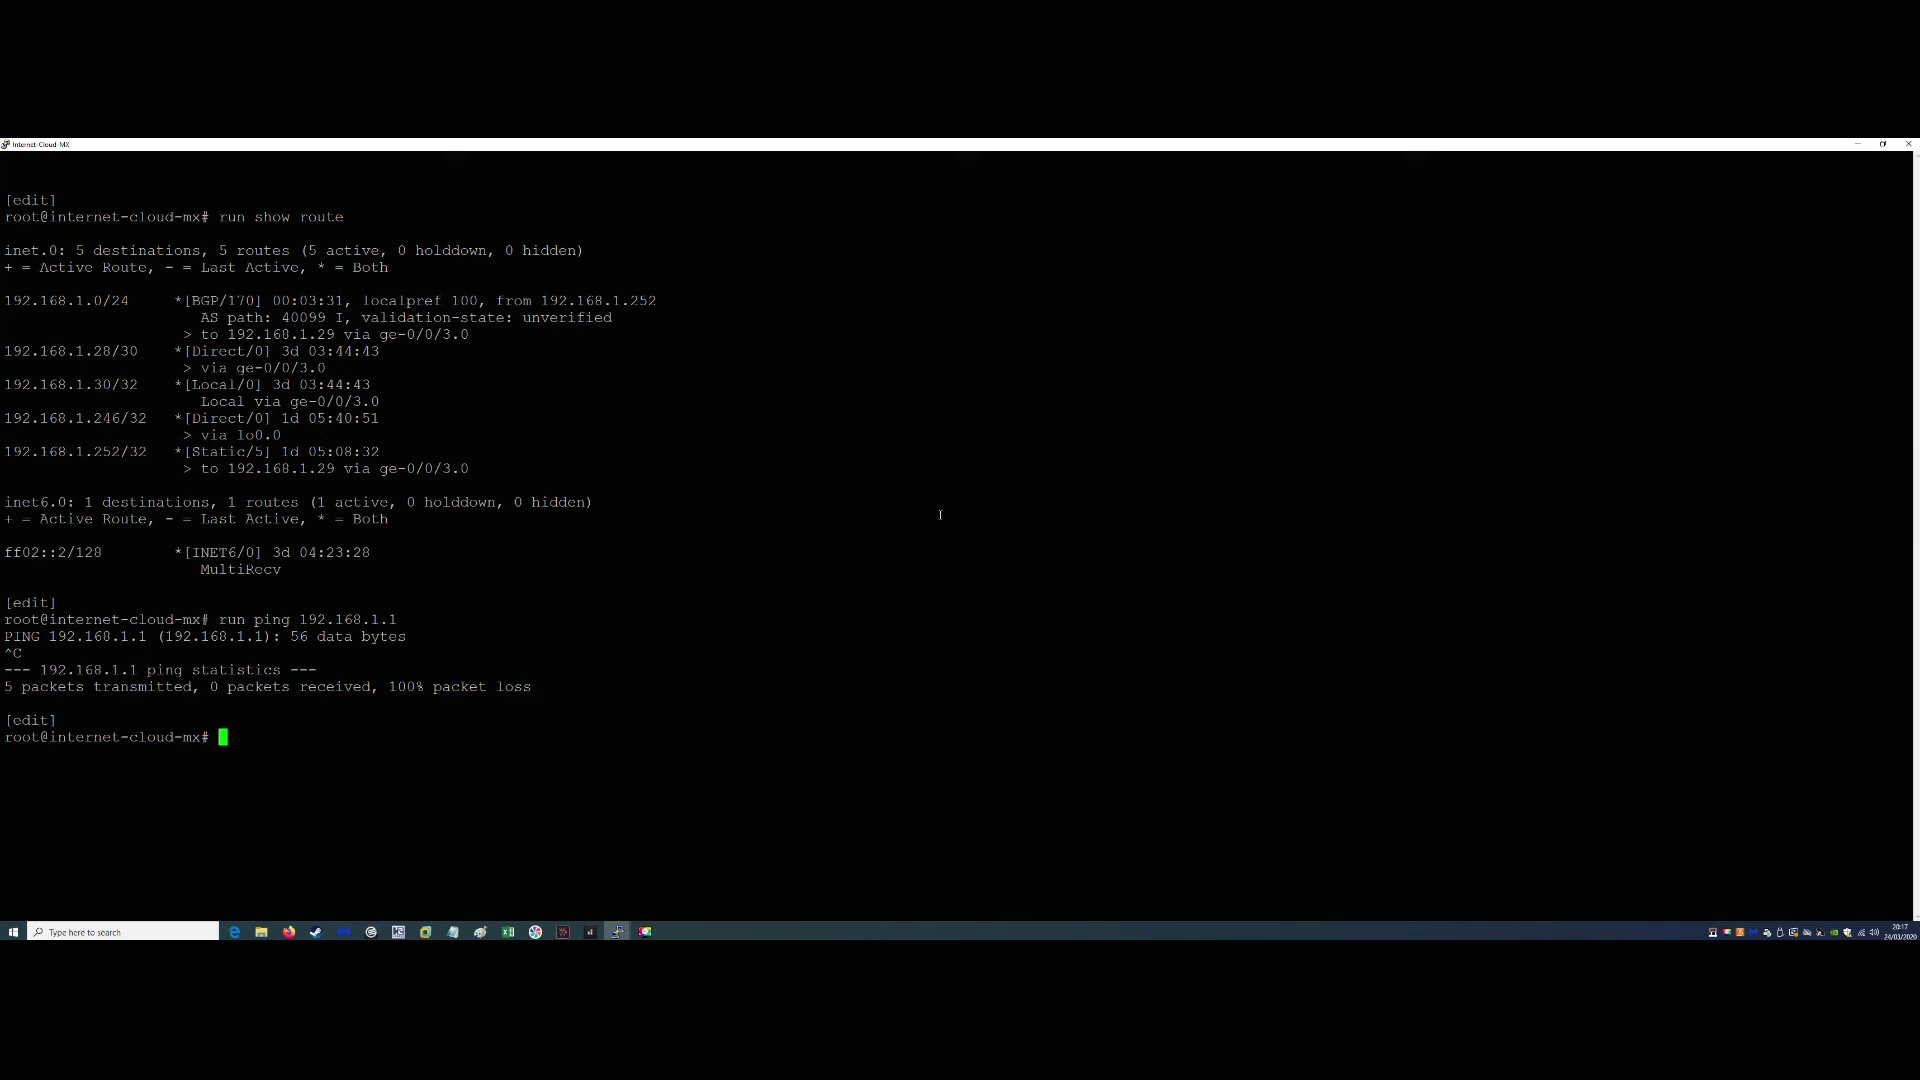 Internet-Cloud-MX
[edit]
root@internet-cloud-mx# run show route
inet.0: 5 destinations, 5 routes (5 active, 0 holddown, 0 hidden)
+ = Active Route, - = Last Active, * = Both
192.168.1.0/24     *[BGP/170] 00:03:31, localpref 100, from 192.168.1.252
AS path: 40099 I, validation-state: unverified
> to 192.168.1.29 via ge-0/0/3.0
192.168.1.28/30    *[Direct/0] 3d 03:44:43
> via ge-0/0/3.0
192.168.1.30/32    *[Local/0] 3d 03:44:43
Local via ge-0/0/3.0
192.168.1.246/32   *[Direct/0] 1d 05:40:51
> via lo0.0
192.168.1.252/32   *[Static/5] 1d 05:08:32
> to 192.168.1.29 via ge-0/0/3.0
inet6.0: 1 destinations, 1 routes (1 active, 0 holddown, 0 hidden)
+ = Active Route, - = Last Active, * = Both
ff02::2/128        *[INET6/0] 3d 04:23:28
MultiRecv
[edit]
root@internet-cloud-mx# run ping 192.168.1.1
PING 192.168.1.1 (192.168.1.1): 56 data bytes
^C
--- 192.168.1.1 ping statistics ---
5 packets transmitted, 0 packets received, 100% packet loss
[edit]
root@internet-cloud-mx#
Type here to search
20:17
24/03/2020